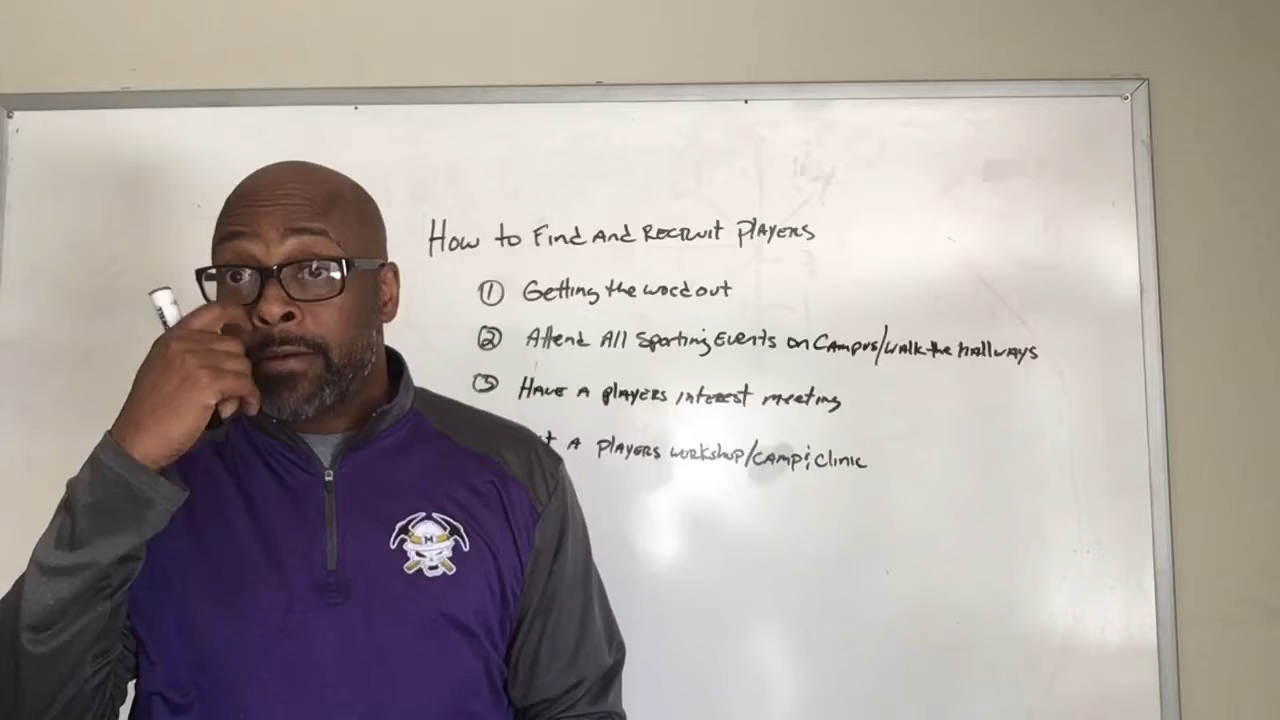 How to Find And Recruit Players
① Getting the word out
② Attend All Sporting Events on Campus/walk the hallways
③ Have A players interest meeting
A players workshop/camp; clinic
M